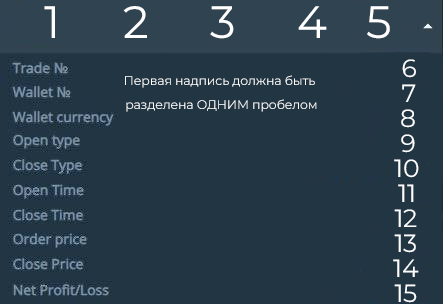 1 2 3 4 5
Trade № 6
Первая надпись должна быть
Wallet № 7
разделена ОДНИМ пробелом
Wallet currency 8
Open type 9
Close Type 10
Open Time 11
Close Time 12
Order price 13
Close Price 14
Net Profit/Loss 15